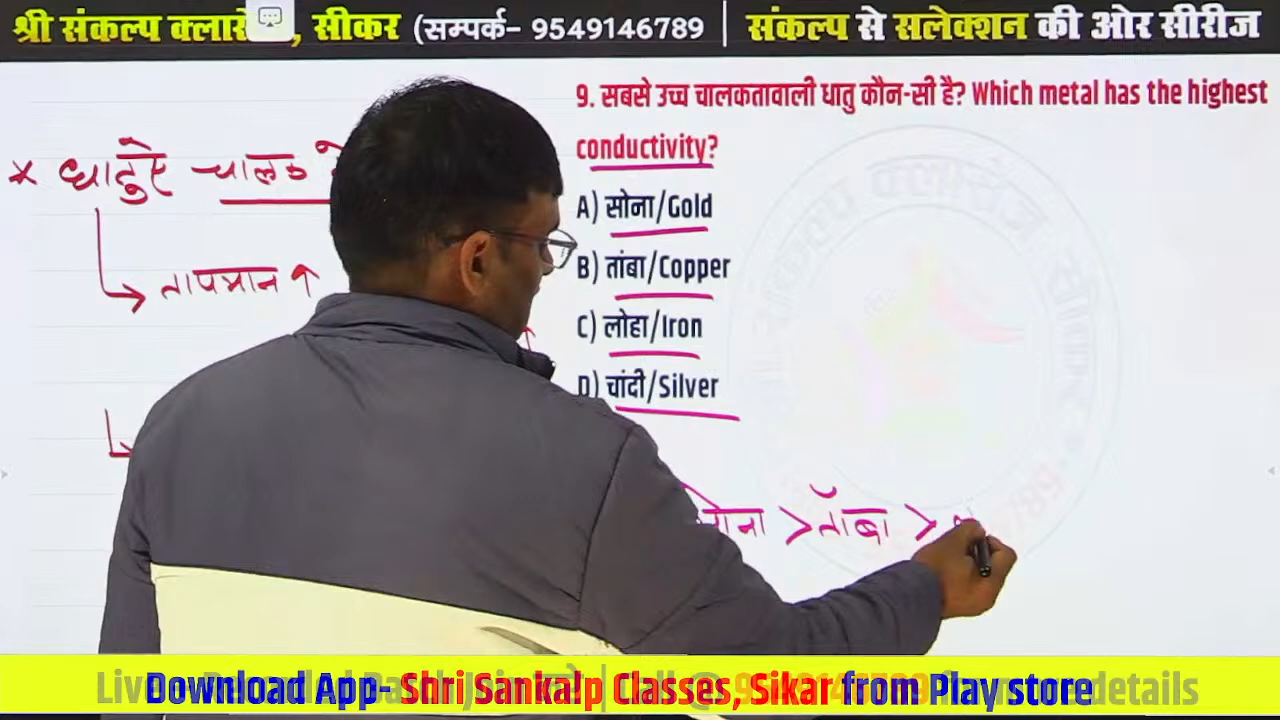 श्री संकल्प क्लासेज, सीकर (सम्पर्क– 9549146789 | संकल्प से सलेक्शन की ओर सीरीज
9. सबसे उच्च चालकतावाली धातु कौन-सी है? Which metal has the highest
conductivity?
A) सोना/Gold
B) तांबा/Copper
C) लोहा/Iron
D) चांदी/Silver
* धातुऐ चालक
तापमान ↑
सोना > ताँबा >
Download App- Shri Sankalp Classes, Sikar from Play store